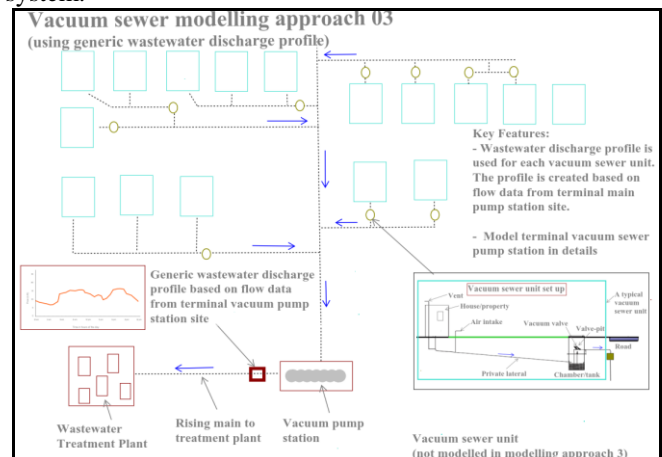 system.
Vacuum sewer modelling approach 03
(using generic wastewater discharge profile)
Key Features:
- Wastewater discharge profile is
used for each vacuum sewer unit.
The profile is created based on
flow data from terminal main
pump station site.
- Model terminal vacuum sewer
pump station in details
Generic wastewater discharge
profile based on flow data
from terminal vacuum pump
station site
Vacuum sewer unit set up
Vent
House/property
Air intake
Vacuum valve
Valve-pit
A typical
vacuum
sewer unit
Road
Private lateral
Chamber/tank
Wastewater
Treatment Plant
Rising main to
treatment plant
Vacuum pump
station
Vacuum sewer unit
(not modelled in modelling approach 3)